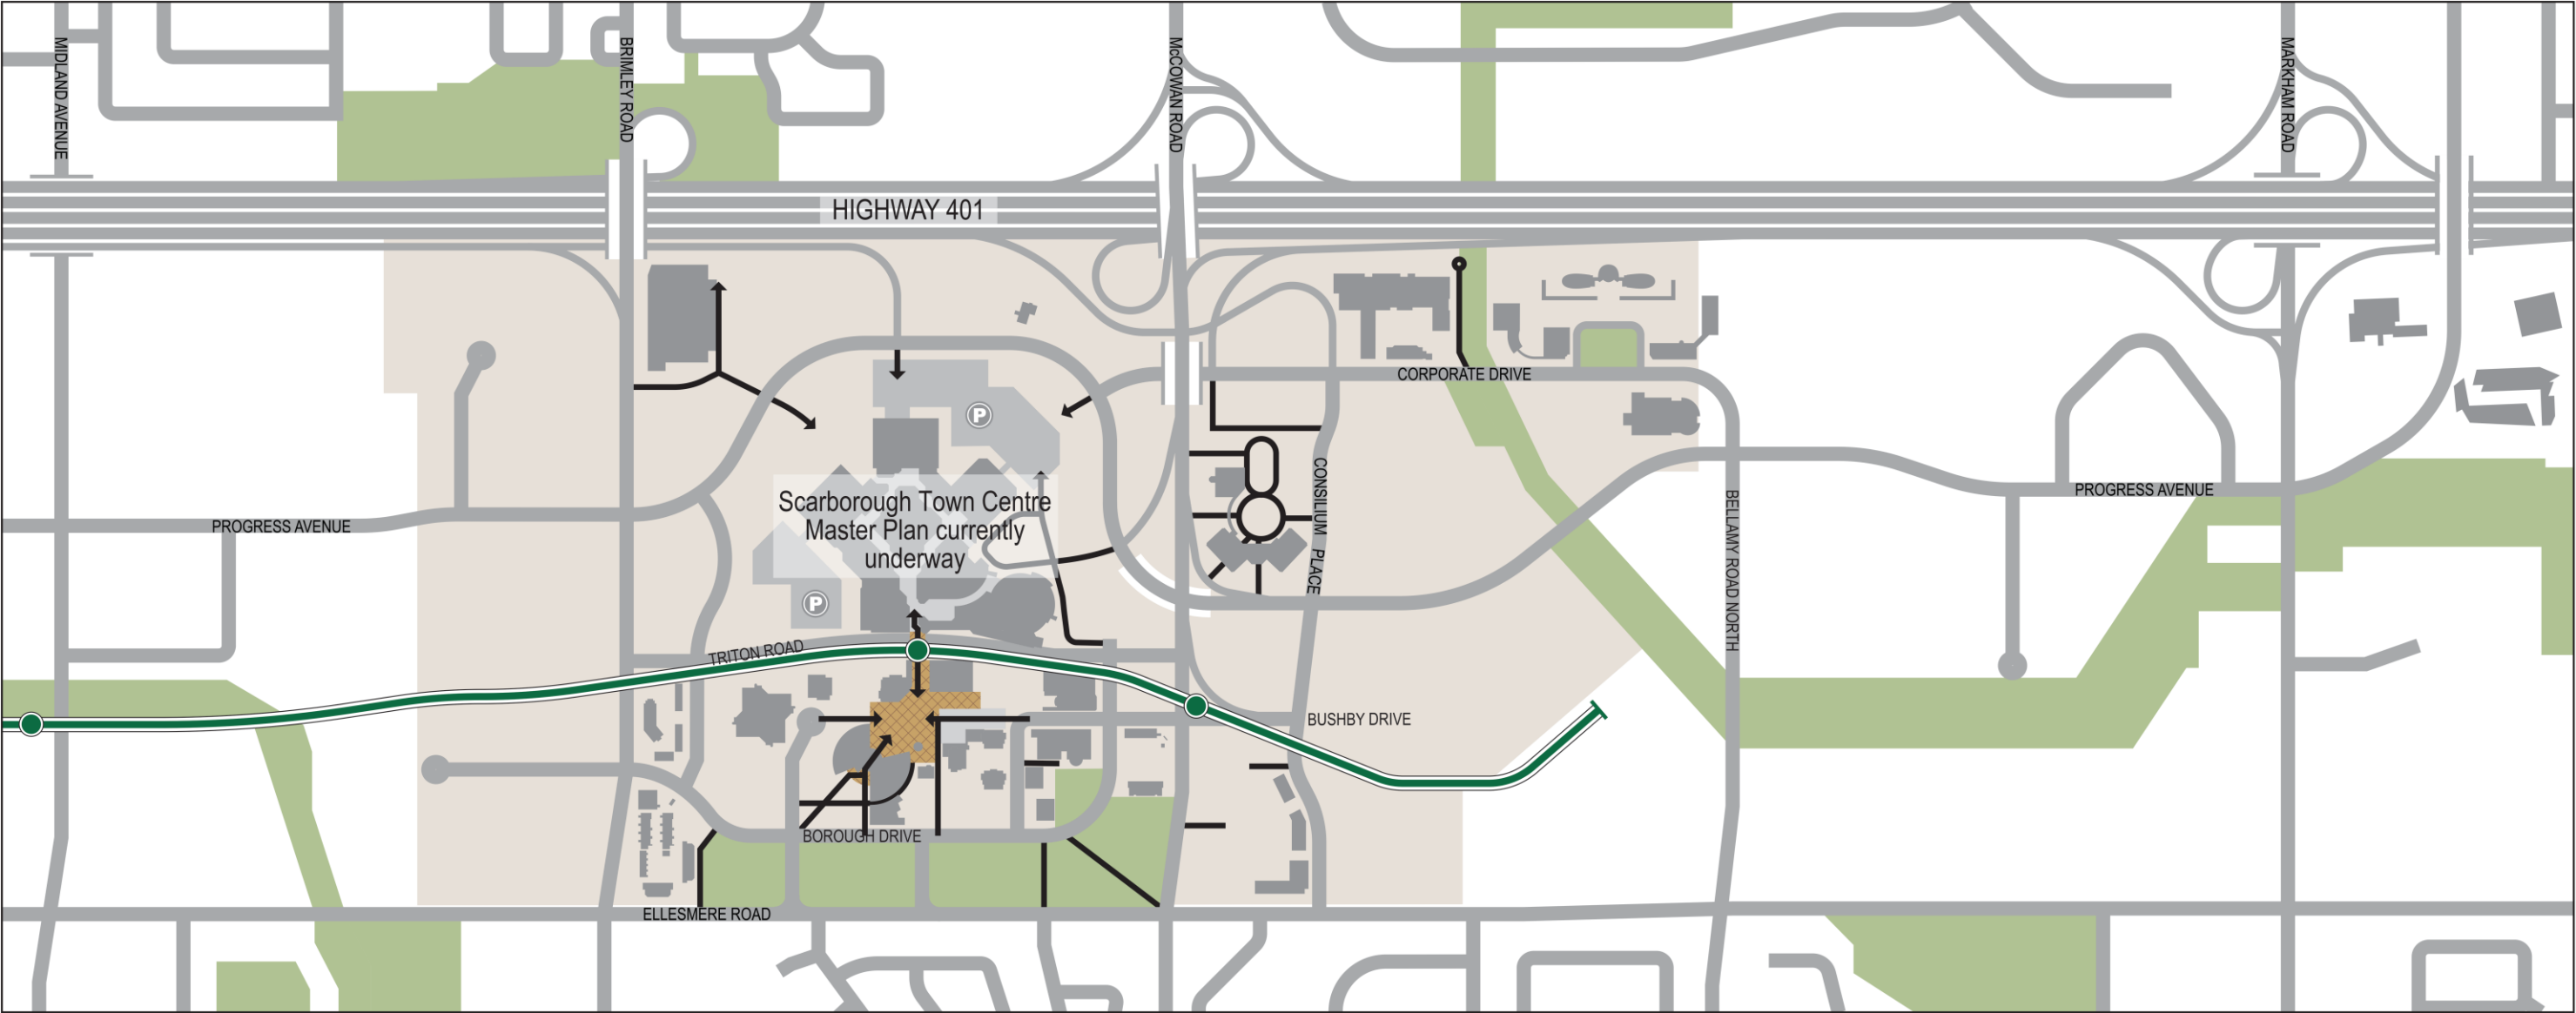 MIDLAND AVENUE
BRIMLEY ROAD
McCOWAN ROAD
MARKHAM ROAD
HIGHWAY 401
CORPORATE DRIVE
P
CONSILIUM PLACE
Scarborough Town Centre
Master Plan currently
underway
PROGRESS AVENUE
PROGRESS AVENUE
BELLAMY ROAD NORTH
P
TRITON ROAD
BUSHBY DRIVE
BOROUGH DRIVE
ELLESMERE ROAD